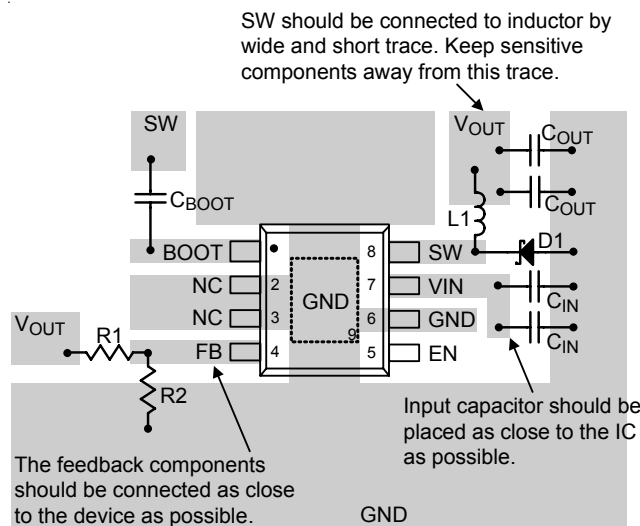 SW should be connected to inductor by
wide and short trace. Keep sensitive
components away from this trace.
SW
VOUT
COUT
CBOOT
COUT
L1
D1
BOOT
8
SW
NC
2
7
VIN
CIN
GND
NC
3
6
GND
9
CIN
VOUT
R1
FB
4
5
EN
R2
Input capacitor should be
placed as close to the IC
as possible.
The feedback components
should be connected as close
to the device as possible.
GND